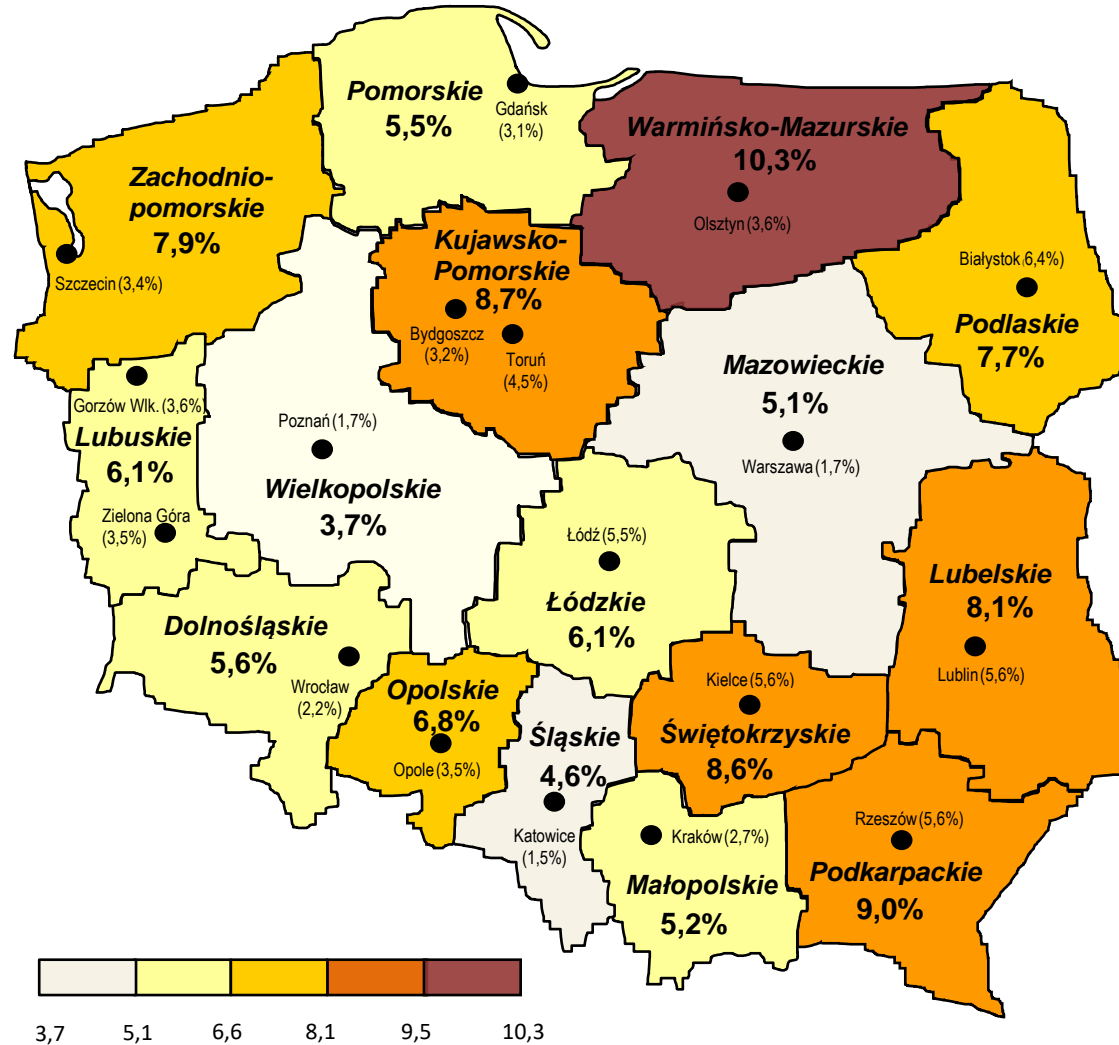 Pomorskie
5,5%
Gdańsk
(3,1%)
Warmińsko-Mazurskie
10,3%
Olsztyn (3,6%)
Zachodnio-
pomorskie
7,9%
Szczecin (3,4%)
Kujawsko-
Pomorskie
8,7%
Bydgoszcz
(3,2%)
Toruń
(4,5%)
Białystok (6,4%)
Podlaskie
7,7%
Mazowieckie
5,1%
Warszawa (1,7%)
Gorzów Wlk. (3,6%
Lubuskie
6,1%
Zielona Góra
(3,5%)
Poznań (1,7%)
Wielkopolskie
3,7%
Łódź (5,5%)
Łódzkie
6,1%
Lubelskie
8,1%
Lublin (5,6%)
Dolnośląskie
5,6%
Wrocław
(2,2%)
Opolskie
6,8%
Opole (3,5%)
Śląskie
4,6%
Katowice
(1,5%)
Kielce (5,6%)
Świętokrzyskie
8,6%
Kraków (2,7%)
Małopolskie
5,2%
Rzeszów (5,6%)
Podkarpackie
9,0%
3,7 5,1 6,6 8,1 9,5 10,3